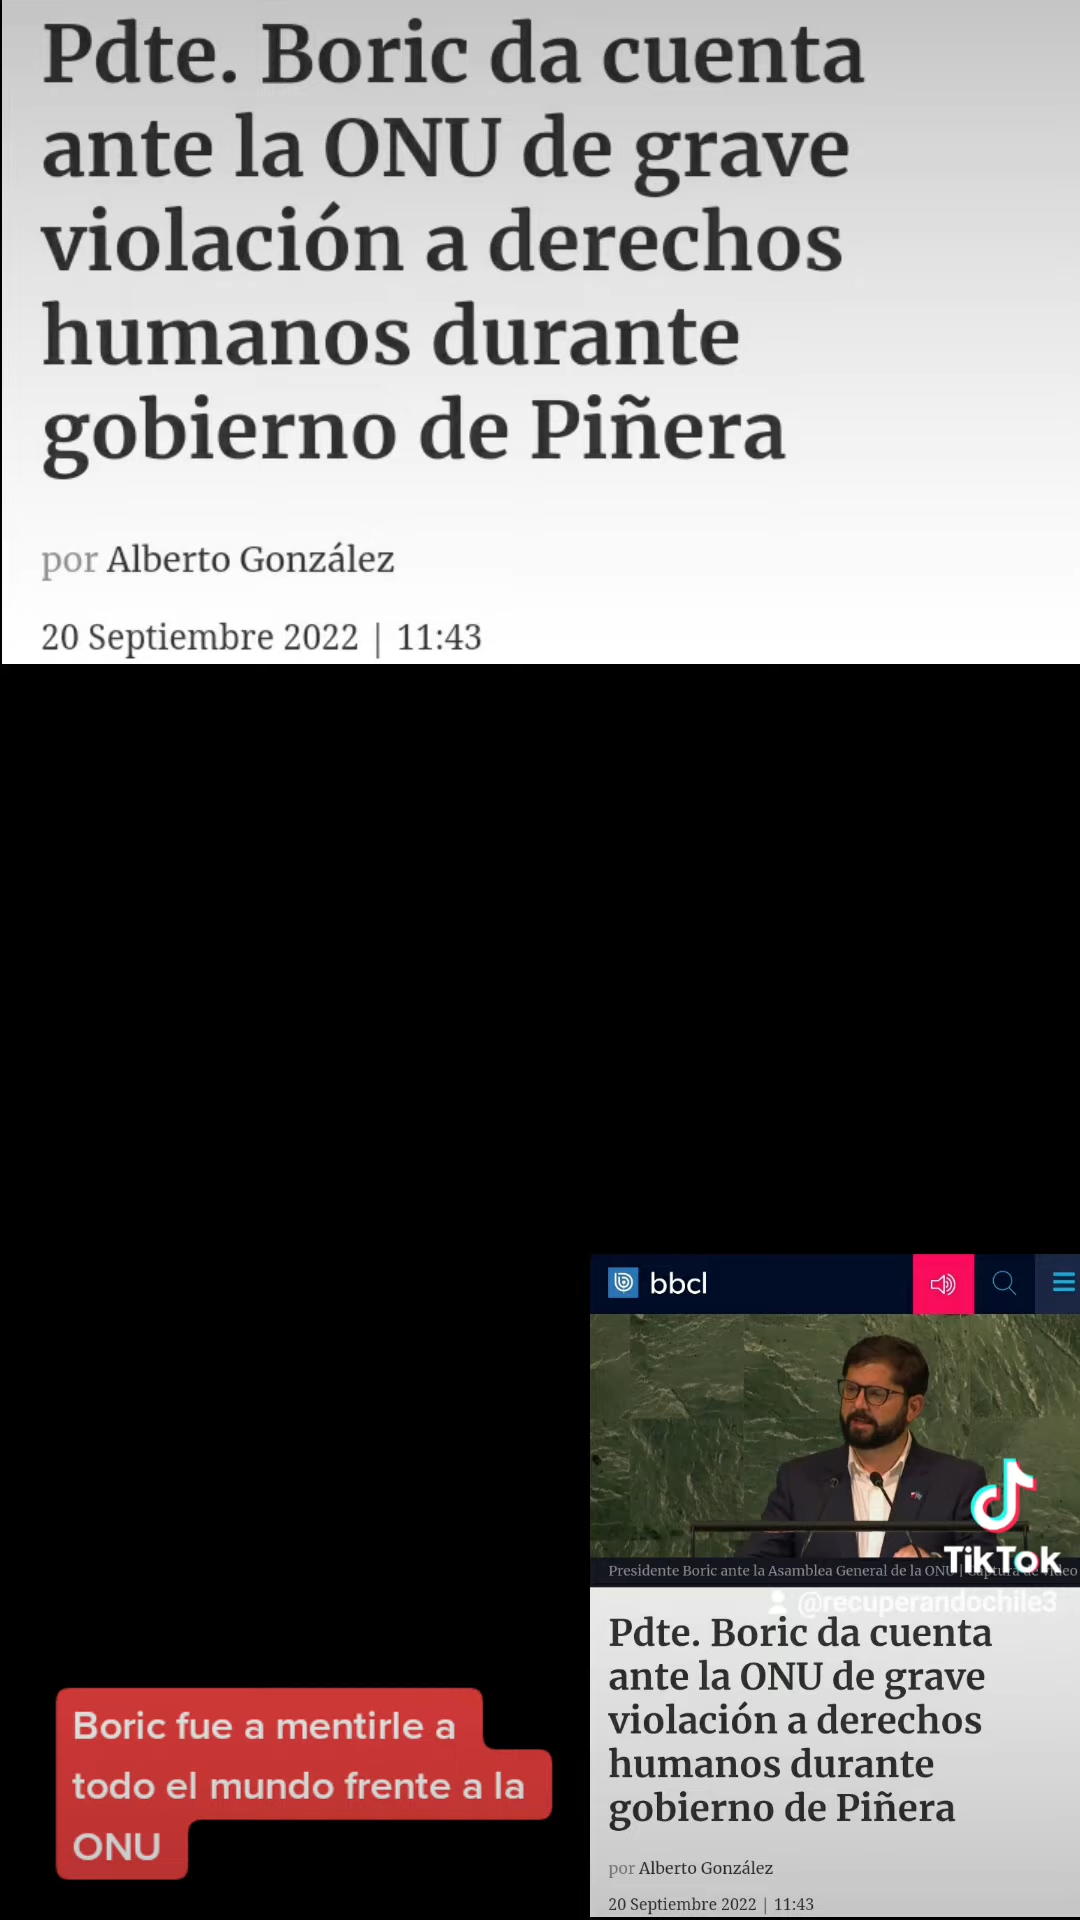 Pdte. Boric da cuenta
ante la ONU de grave
violación a derechos
humanos durante
gobierno de Piñera
por Alberto González
20 Septiembre 2022 | 11:43
bbcl
Presidente Boric ante la Asamblea General de la ONU | Captura de video
TikTok
@recuperandochile3
Pdte. Boric da cuenta
ante la ONU de grave
violación a derechos
humanos durante
gobierno de Piñera
por Alberto González
20 Septiembre 2022 | 11:43
Boric fue a mentirle a
todo el mundo frente a la
ONU